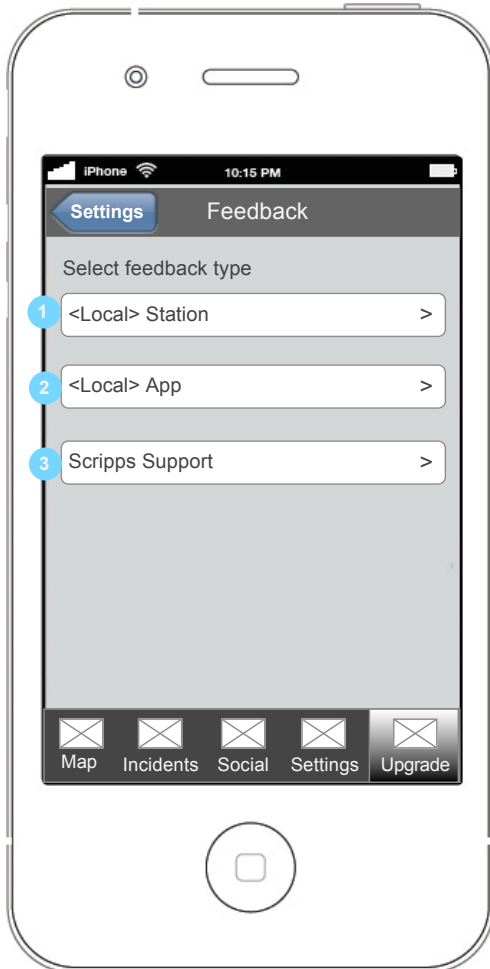 iPhone 10:15 PM
Settings Feedback
Select feedback type
1 <Local> Station >
2 <Local> App >
3 Scripps Support >
Map Incidents Social Settings Upgrade